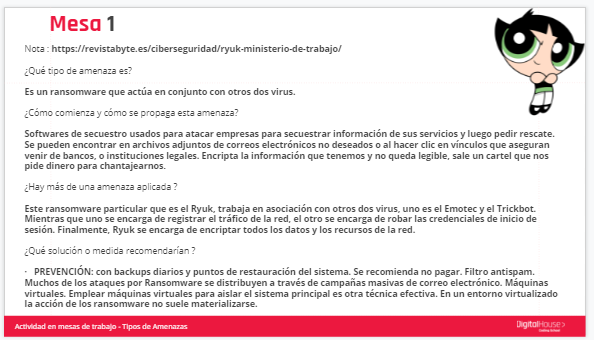 Mesa 1
Nota : https://revistabyte.es/ciberseguridad/ryuk-ministerio-de-trabajo/
¿Qué tipo de amenaza es?
Es un ransomware que actúa en conjunto con otros dos virus.
¿Cómo comienza y cómo se propaga esta amenaza?
Softwares de secuestro usados para atacar empresas para secuestrar información de sus servicios y luego pedir rescate.
Se pueden encontrar en archivos adjuntos de correos electrónicos no deseados o al hacer clic en vínculos que aseguran
venir de bancos, o instituciones legales. Encripta la información que tenemos y no queda legible, sale un cartel que nos
pide dinero para chantajearnos.
¿Hay más de una amenaza aplicada ?
Este ransomware particular que es el Ryuk, trabaja en asociación con otros dos virus, uno es el Emotec y el Trickbot.
Mientras que uno se encarga de registrar el tráfico de la red, el otro se encarga de robar las credenciales de inicio de
sesión. Finalmente, Ryuk se encarga de encriptar todos los datos y los recursos de la red.
¿Qué solución o medida recomendarían ?
· PREVENCIÓN: con backups diarios y puntos de restauración del sistema. Se recomienda no pagar. Filtro antispam.
Muchos de los ataques por Ransomware se distribuyen a través de campañas masivas de correo electrónico. Máquinas
virtuales. Emplear máquinas virtuales para aislar el sistema principal es otra técnica efectiva. En un entorno virtualizado
la acción de los ransomware no suele materializarse.
Actividad en mesas de trabajo - Tipos de Amenazas
DigitalHouse>